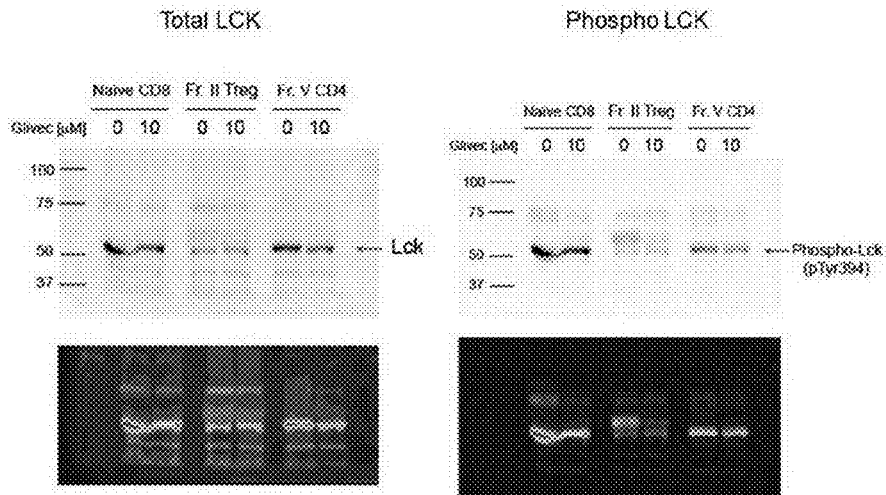 Total LCK
Naive CD8 Fr. II Treg Fr. V CD4
Glivec [μM] 0 10 0 10 0 10
100
75
50
37
Lck
Phospho LCK
Naive CD8 Fr. II Treg Fr. V CD4
Glivec [μM] 0 10 0 10 0 10
100
75
50
37
Phospho-Lck
(pTyr394)